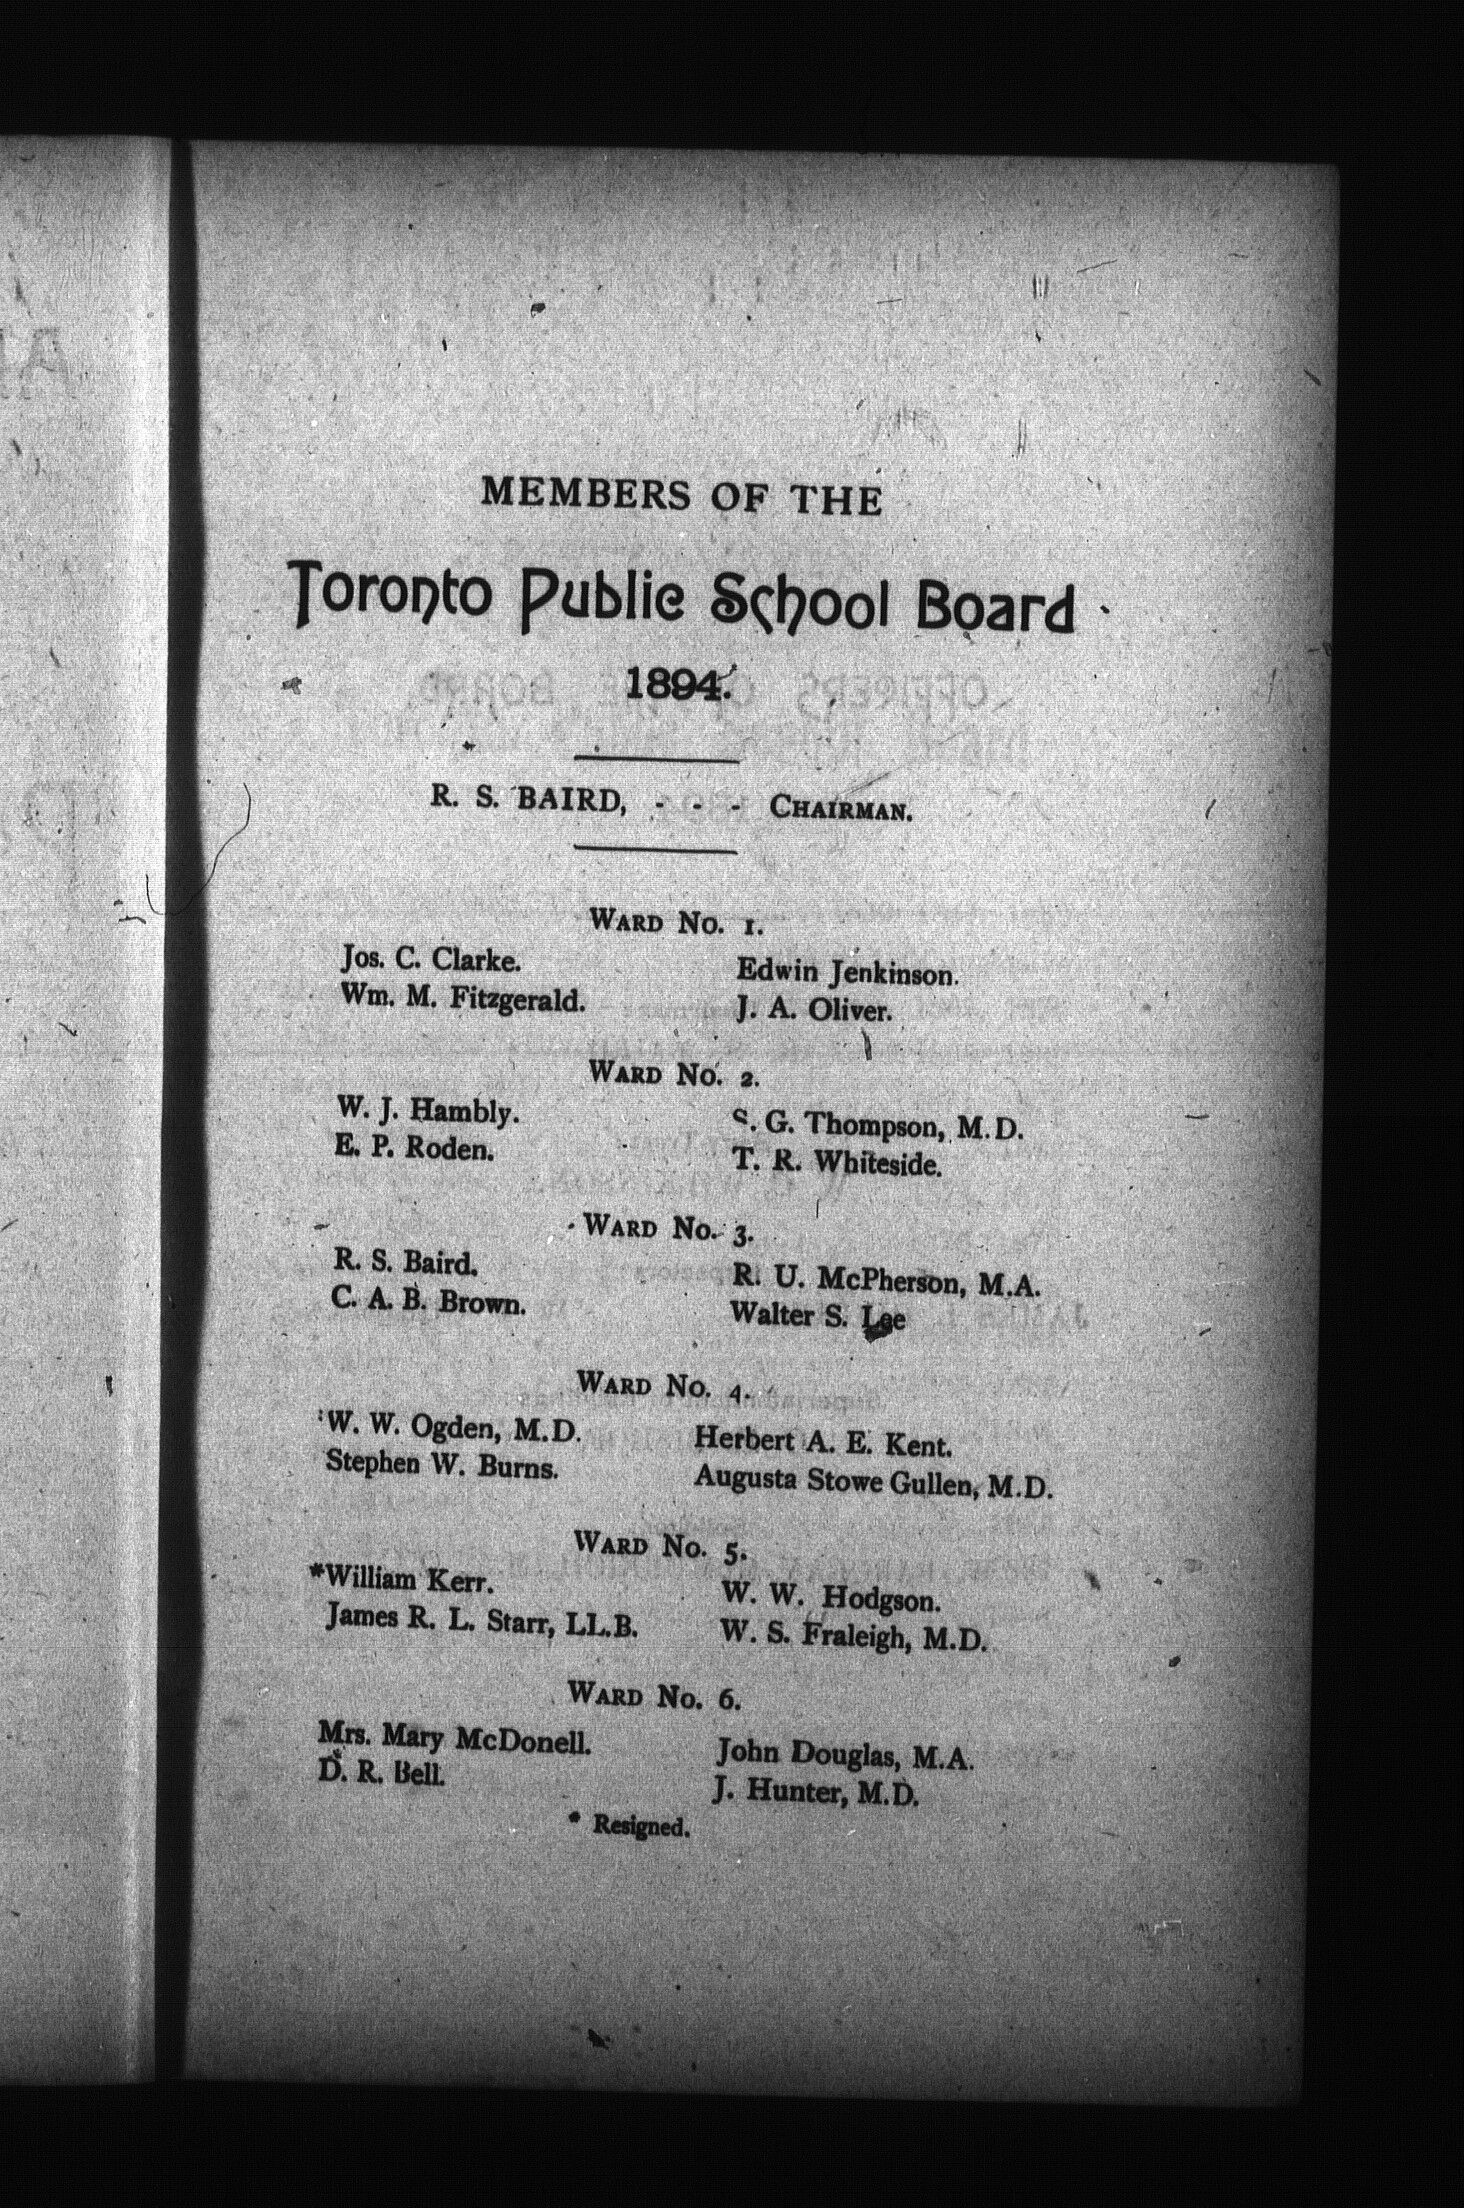 MEMBERS OF THE
Toronto Public School Board
1894.
R. S. BAIRD, - - - CHAIRMAN.
WARD No. 1.
Jos. C. Clarke. Edwin Jenkinson.
Wm. M. Fitzgerald. J. A. Oliver.
WARD No. 2.
W. J. Hambly. S. G. Thompson, M.D.
E. P. Roden. T. R. Whiteside.
WARD No. 3.
R. S. Baird. R. U. McPherson, M.A.
C. A. B. Brown. Walter S. Lee
WARD No. 4.
W. W. Ogden, M.D. Herbert A. E. Kent.
Stephen W. Burns. Augusta Stowe Gullen, M.D.
WARD No. 5.
*William Kerr. W. W. Hodgson.
James R. L. Starr, LL.B. W. S. Fraleigh, M.D.
WARD No. 6.
Mrs. Mary McDonell. John Douglas, M.A.
D. R. Bell. J. Hunter, M.D.
* Resigned.